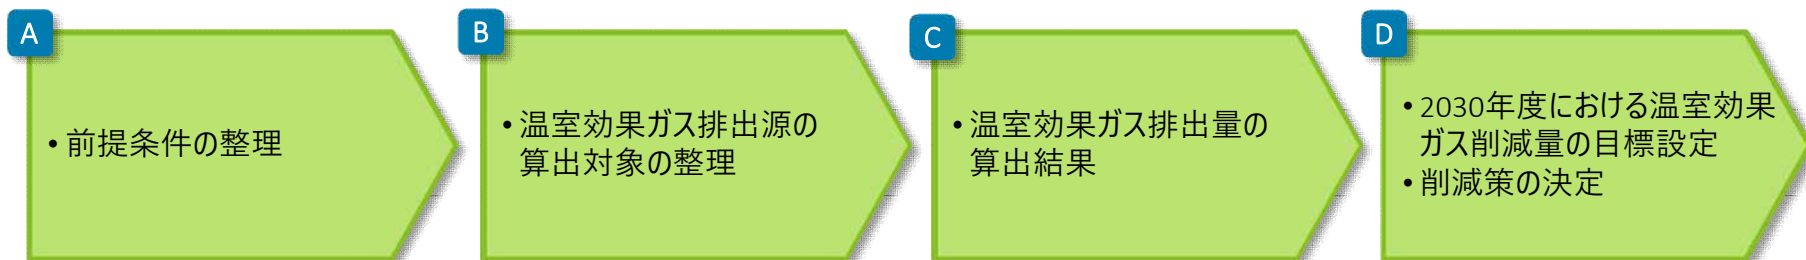 A
• 前提条件の整理
B
• 温室効果ガス排出源の
算出対象の整理
C
• 温室効果ガス排出量の
算出結果
D
• 2030年度における温室効果
ガス削減量の目標設定
• 削減策の決定